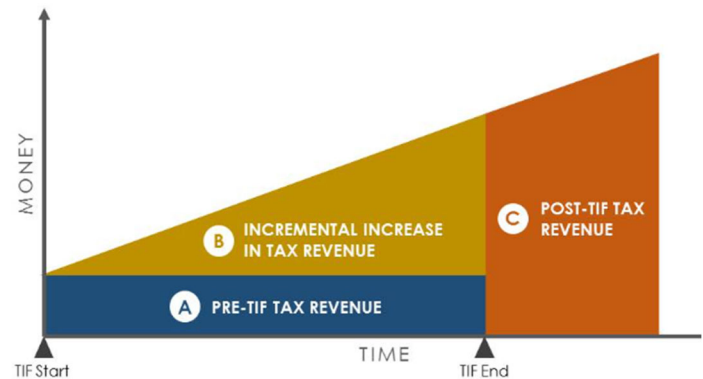 MONEY
B
INCREMENTAL INCREASE
IN TAX REVENUE
C
POST-TIF TAX
REVENUE
A
PRE-TIF TAX REVENUE
TIME
TIF Start
TIF End